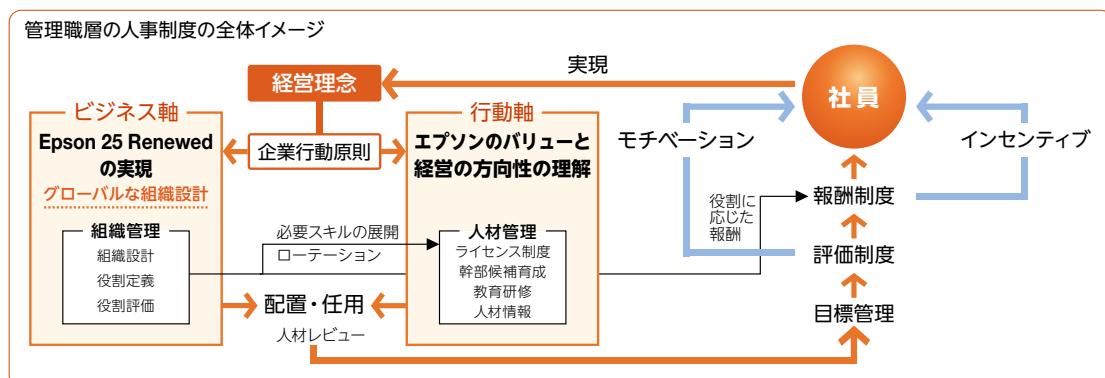 管理職層の人事制度の全体イメージ
経営理念
実現
社員
ビジネス軸
Epson 25 Renewed
の実現
グローバルな組織設計
企業行動原則
行動軸
エプソンのバリューと
経営の方向性の理解
モチベーション
インセンティブ
組織管理
組織設計
役割定義
役割評価
必要スキルの展開
ローテーション
人材管理
ライセンス制度
幹部候補育成
教育研修
人材情報
役割に
応じた
報酬
報酬制度
評価制度
目標管理
配置・任用
人材レビュー